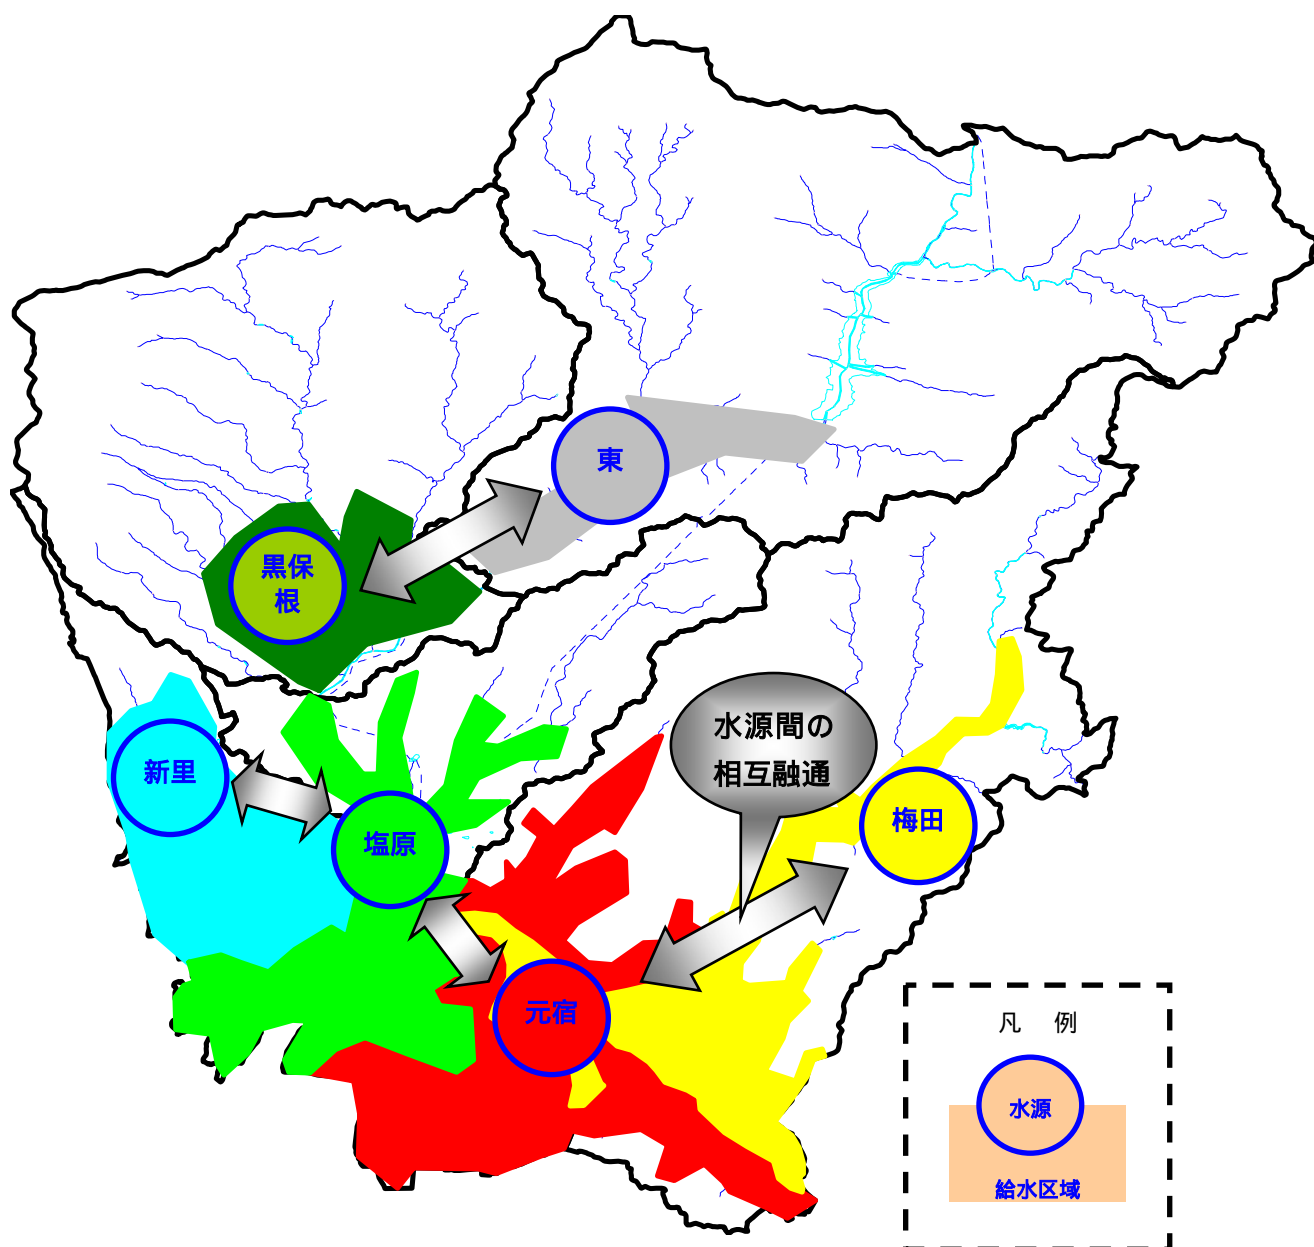 東
黒保
根
水源間の
相互融通
新里
塩原
梅田
元宿
凡 例
水源
給水区域